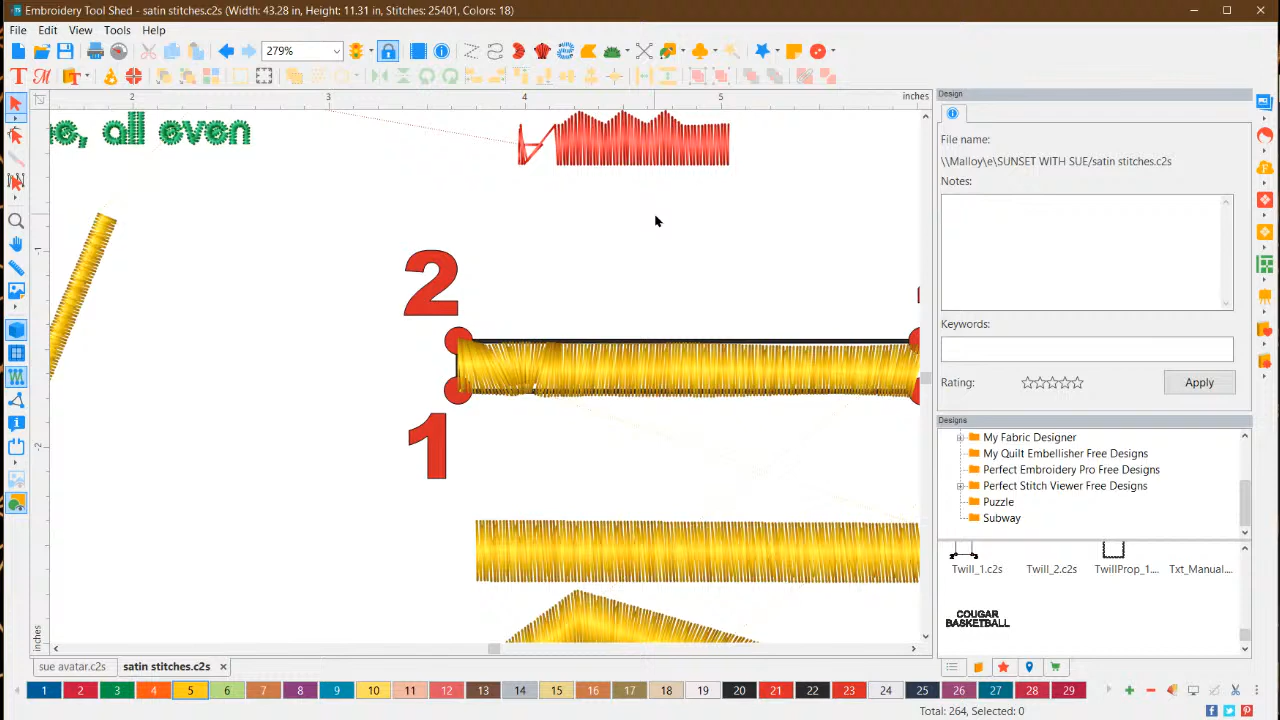 Embroidery Tool Shed - satin stitches.c2s (Width: 43.28 in, Height: 11.31 in, Stitches: 25401, Colors: 18)
File Edit View Tools Help
279%
2 3 4 5 inches
e, all even
-1
-2
inches
2
1
Design
File name:
\\Malloy\e\SUNSET WITH SUE/satin stitches.c2s
Notes:
Keywords:
Rating:
Apply
Designs
My Fabric Designer
My Quilt Embellisher Free Designs
Perfect Embroidery Pro Free Designs
Perfect Stitch Viewer Free Designs
Puzzle
Subway
Twill_1.c2s Twill_2.c2s TwillProp_1.... Txt_Manual....
COUGAR
BASKETBALL
sue avatar.c2s satin stitches.c2s
1 2 3 4 5 6 7 8 9 10 11 12 13 14 15 16 17 18 19 20 21 22 23 24 25 26 27 28 29
Total: 264, Selected: 0